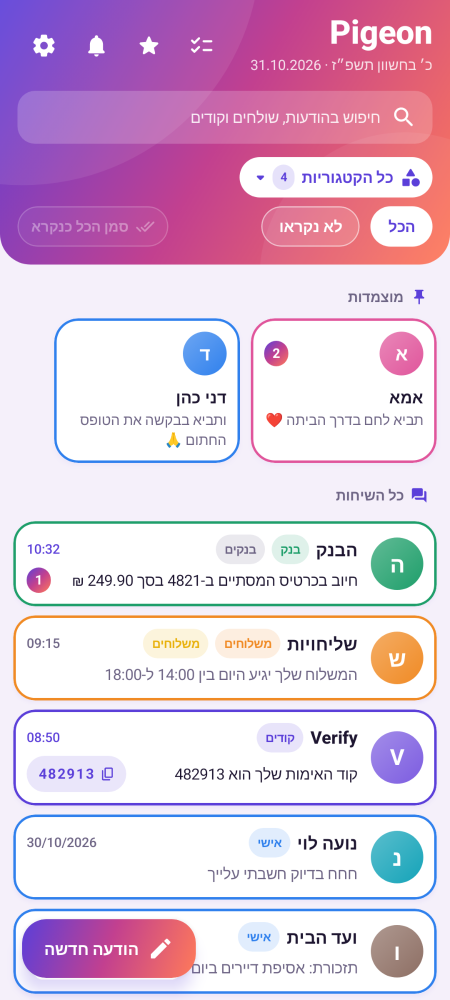 Pigeon
כ׳ בחשוון תשפ״ז · 31.10.2026
חיפוש בהודעות, שולחים וקודים
כל הקטגוריות 4
הכל
לא נקראו
סמן הכל כנקרא
מוצמדות
א
2
אמא
תביא לחם בדרך הביתה ❤️
ד
דני כהן
ותביא בבקשה את הטופס
החתום 🙏
כל השיחות
ה
הבנק בנק בנקים 10:32
חיוב בכרטיס המסתיים ב-4821 בסך 249.90 ₪ 1
ש
שליחויות משלוחים משלוחים 09:15
המשלוח שלך יגיע היום בין 14:00 ל-18:00
V
Verify קודים 08:50
קוד האימות שלך הוא 482913 482913
נ
נועה לוי אישי 30/10/2026
חחח בדיוק חשבתי עלייך
ו
ועד הבית אישי
תזכורת: אסיפת דיירים ביום
הודעה חדשה